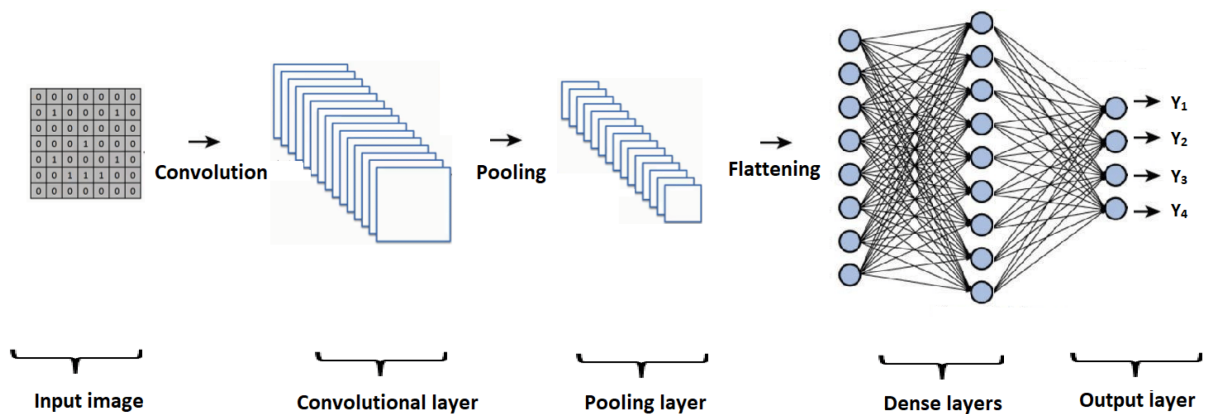 0 0 0 0 0 0 0
0 1 0 0 0 1 0
0 0 0 0 0 0 0
0 0 0 1 0 0 0
0 1 0 0 0 1 0
0 0 1 1 1 0 0
0 0 0 0 0 0 0
Convolution
Pooling
Flattening
Y1
Y2
Y3
Y4
Input image
Convolutional layer
Pooling layer
Dense layers
Output layer